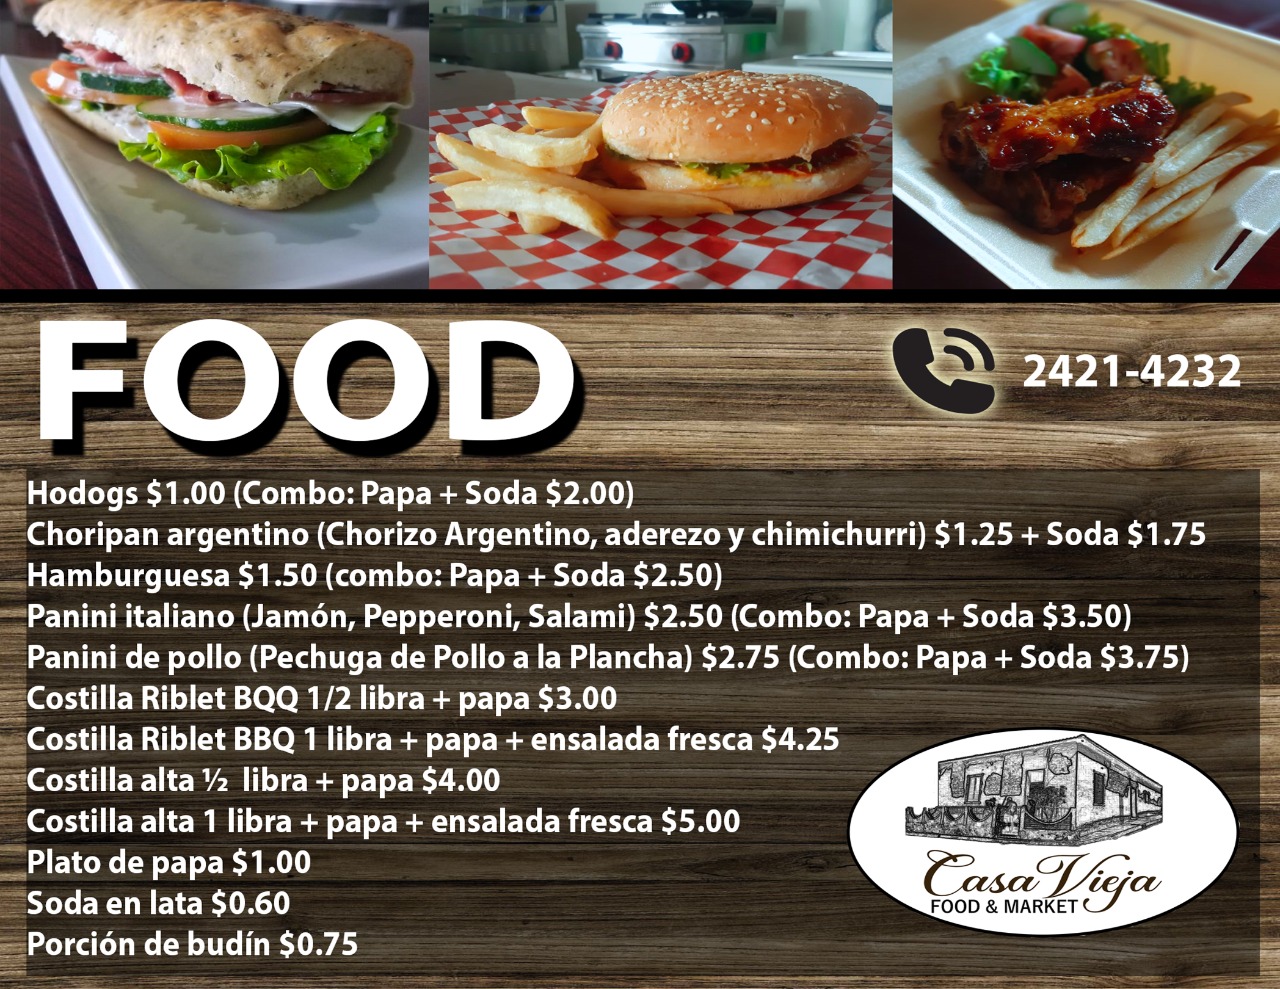 FOOD
2421-4232
Hodogs $1.00 (Combo: Papa + Soda $2.00)
Choripan argentino (Chorizo Argentino, aderezo y chimichurri) $1.25 + Soda $1.75
Hamburguesa $1.50 (combo: Papa + Soda $2.50)
Panini italiano (Jamón, Pepperoni, Salami) $2.50 (Combo: Papa + Soda $3.50)
Panini de pollo (Pechuga de Pollo a la Plancha) $2.75 (Combo: Papa + Soda $3.75)
Costilla Riblet BQQ 1/2 libra + papa $3.00
Costilla Riblet BBQ 1 libra + papa + ensalada fresca $4.25
Costilla alta ½  libra + papa $4.00
Costilla alta 1 libra + papa + ensalada fresca $5.00
Plato de papa $1.00
Soda en lata $0.60
Porción de budín $0.75
Casa Vieja
FOOD & MARKET